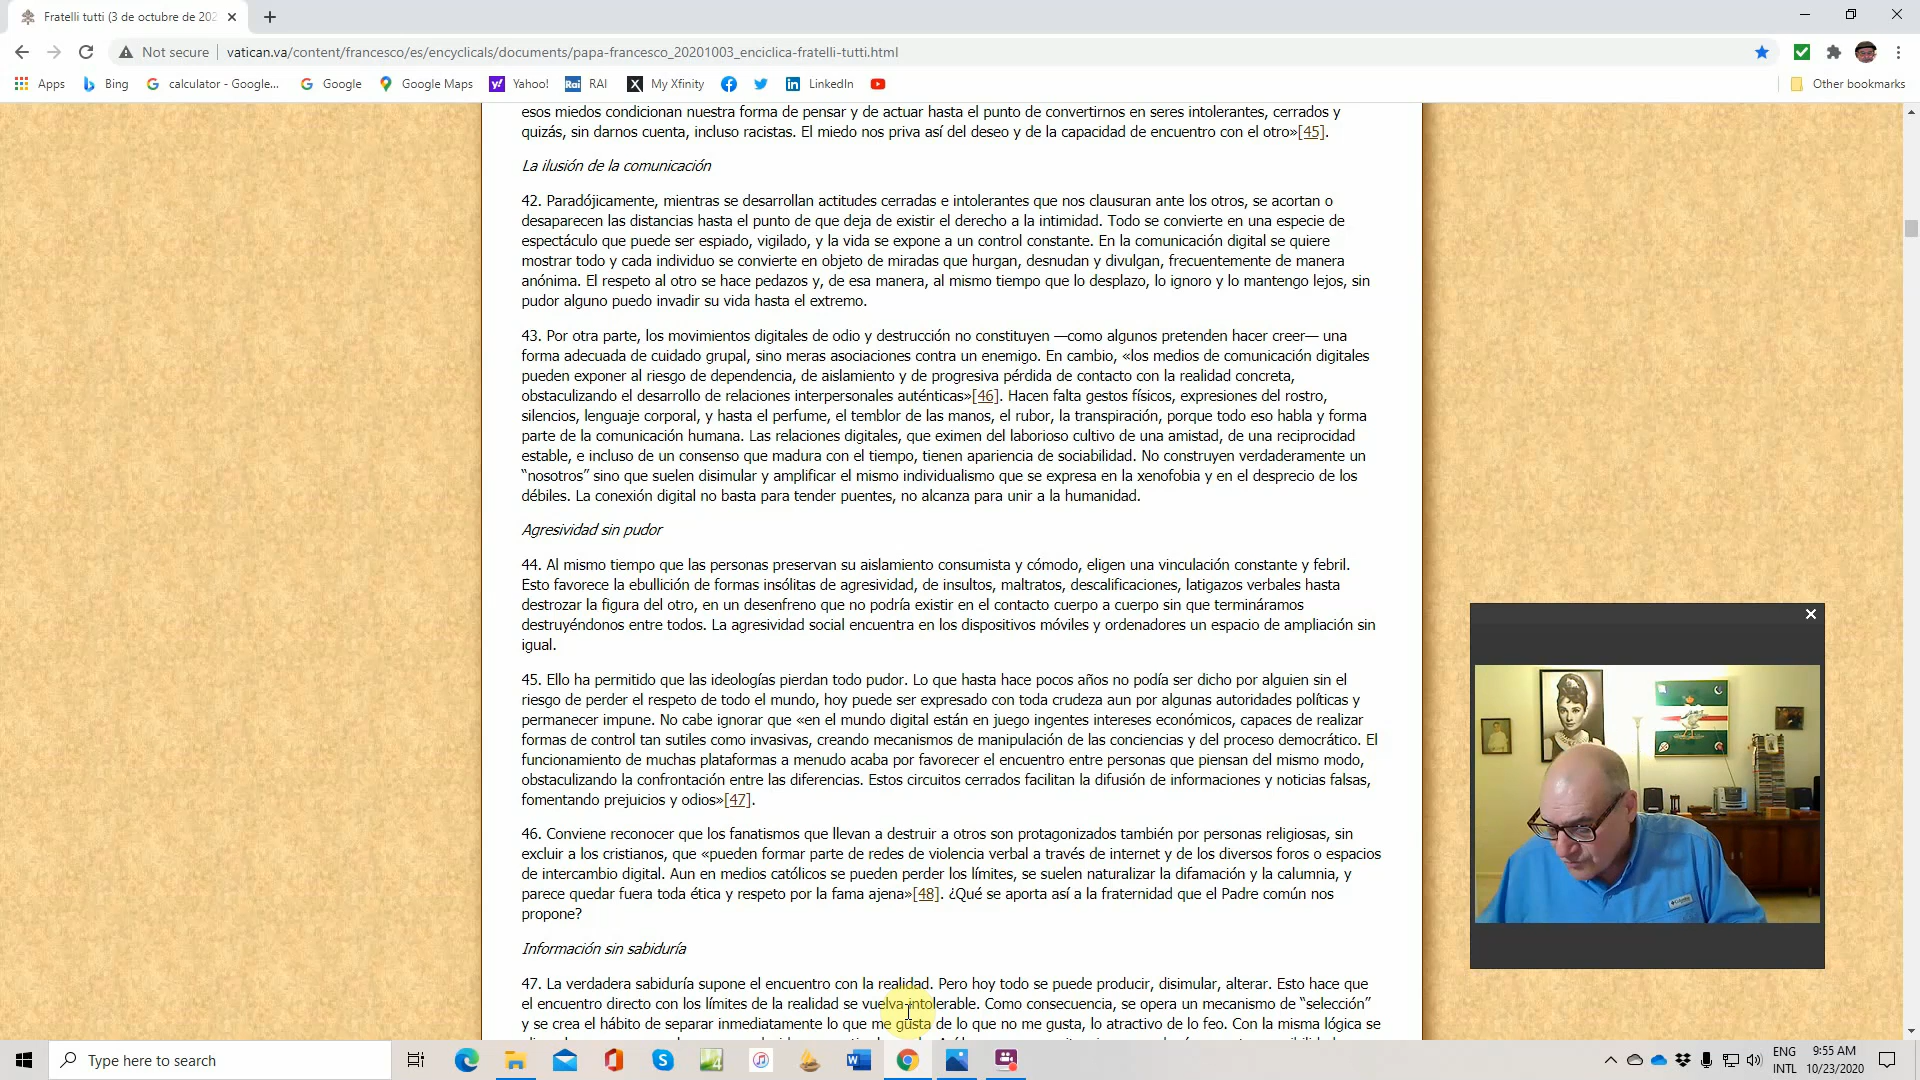 Fratelli tutti (3 de octubre de 202
Not secure
vatican.va/content/francesco/es/encyclicals/documents/papa-francesco_20201003_enciclica-fratelli-tutti.html
Apps
Bing
calculator - Google...
Google
Google Maps
Yahoo!
Rai RAI
My Xfinity
LinkedIn
Other bookmarks
esos miedos condicionan nuestra forma de pensar y de actuar hasta el punto de convertirnos en seres intolerantes, cerrados y
quizás, sin darnos cuenta, incluso racistas. El miedo nos priva así del deseo y de la capacidad de encuentro con el otro»[45].
La ilusión de la comunicación
42. Paradójicamente, mientras se desarrollan actitudes cerradas e intolerantes que nos clausuran ante los otros, se acortan o
desaparecen las distancias hasta el punto de que deja de existir el derecho a la intimidad. Todo se convierte en una especie de
espectáculo que puede ser espiado, vigilado, y la vida se expone a un control constante. En la comunicación digital se quiere
mostrar todo y cada individuo se convierte en objeto de miradas que hurgan, desnudan y divulgan, frecuentemente de manera
anónima. El respeto al otro se hace pedazos y, de esa manera, al mismo tiempo que lo desplazo, lo ignoro y lo mantengo lejos, sin
pudor alguno puedo invadir su vida hasta el extremo.
43. Por otra parte, los movimientos digitales de odio y destrucción no constituyen —como algunos pretenden hacer creer— una
forma adecuada de cuidado grupal, sino meras asociaciones contra un enemigo. En cambio, «los medios de comunicación digitales
pueden exponer al riesgo de dependencia, de aislamiento y de progresiva pérdida de contacto con la realidad concreta,
obstaculizando el desarrollo de relaciones interpersonales auténticas»[46]. Hacen falta gestos físicos, expresiones del rostro,
silencios, lenguaje corporal, y hasta el perfume, el temblor de las manos, el rubor, la transpiración, porque todo eso habla y forma
parte de la comunicación humana. Las relaciones digitales, que eximen del laborioso cultivo de una amistad, de una reciprocidad
estable, e incluso de un consenso que madura con el tiempo, tienen apariencia de sociabilidad. No construyen verdaderamente un
“nosotros” sino que suelen disimular y amplificar el mismo individualismo que se expresa en la xenofobia y en el desprecio de los
débiles. La conexión digital no basta para tender puentes, no alcanza para unir a la humanidad.
Agresividad sin pudor
44. Al mismo tiempo que las personas preservan su aislamiento consumista y cómodo, eligen una vinculación constante y febril.
Esto favorece la ebullición de formas insólitas de agresividad, de insultos, maltratos, descalificaciones, latigazos verbales hasta
destrozar la figura del otro, en un desenfreno que no podría existir en el contacto cuerpo a cuerpo sin que termináramos
destruyéndonos entre todos. La agresividad social encuentra en los dispositivos móviles y ordenadores un espacio de ampliación sin
igual.
45. Ello ha permitido que las ideologías pierdan todo pudor. Lo que hasta hace pocos años no podía ser dicho por alguien sin el
riesgo de perder el respeto de todo el mundo, hoy puede ser expresado con toda crudeza aun por algunas autoridades políticas y
permanecer impune. No cabe ignorar que «en el mundo digital están en juego ingentes intereses económicos, capaces de realizar
formas de control tan sutiles como invasivas, creando mecanismos de manipulación de las conciencias y del proceso democrático. El
funcionamiento de muchas plataformas a menudo acaba por favorecer el encuentro entre personas que piensan del mismo modo,
obstaculizando la confrontación entre las diferencias. Estos circuitos cerrados facilitan la difusión de informaciones y noticias falsas,
fomentando prejuicios y odios»[47].
46. Conviene reconocer que los fanatismos que llevan a destruir a otros son protagonizados también por personas religiosas, sin
excluir a los cristianos, que «pueden formar parte de redes de violencia verbal a través de internet y de los diversos foros o espacios
de intercambio digital. Aun en medios católicos se pueden perder los límites, se suelen naturalizar la difamación y la calumnia, y
parece quedar fuera toda ética y respeto por la fama ajena»[48]. ¿Qué se aporta así a la fraternidad que el Padre común nos
propone?
Información sin sabiduría
47. La verdadera sabiduría supone el encuentro con la realidad. Pero hoy todo se puede producir, disimular, alterar. Esto hace que
el encuentro directo con los límites de la realidad se vuelva intolerable. Como consecuencia, se opera un mecanismo de “selección”
y se crea el hábito de separar inmediatamente lo que me gusta de lo que no me gusta, lo atractivo de lo feo. Con la misma lógica se
Type here to search
ENG
INTL
9:55 AM
10/23/2020